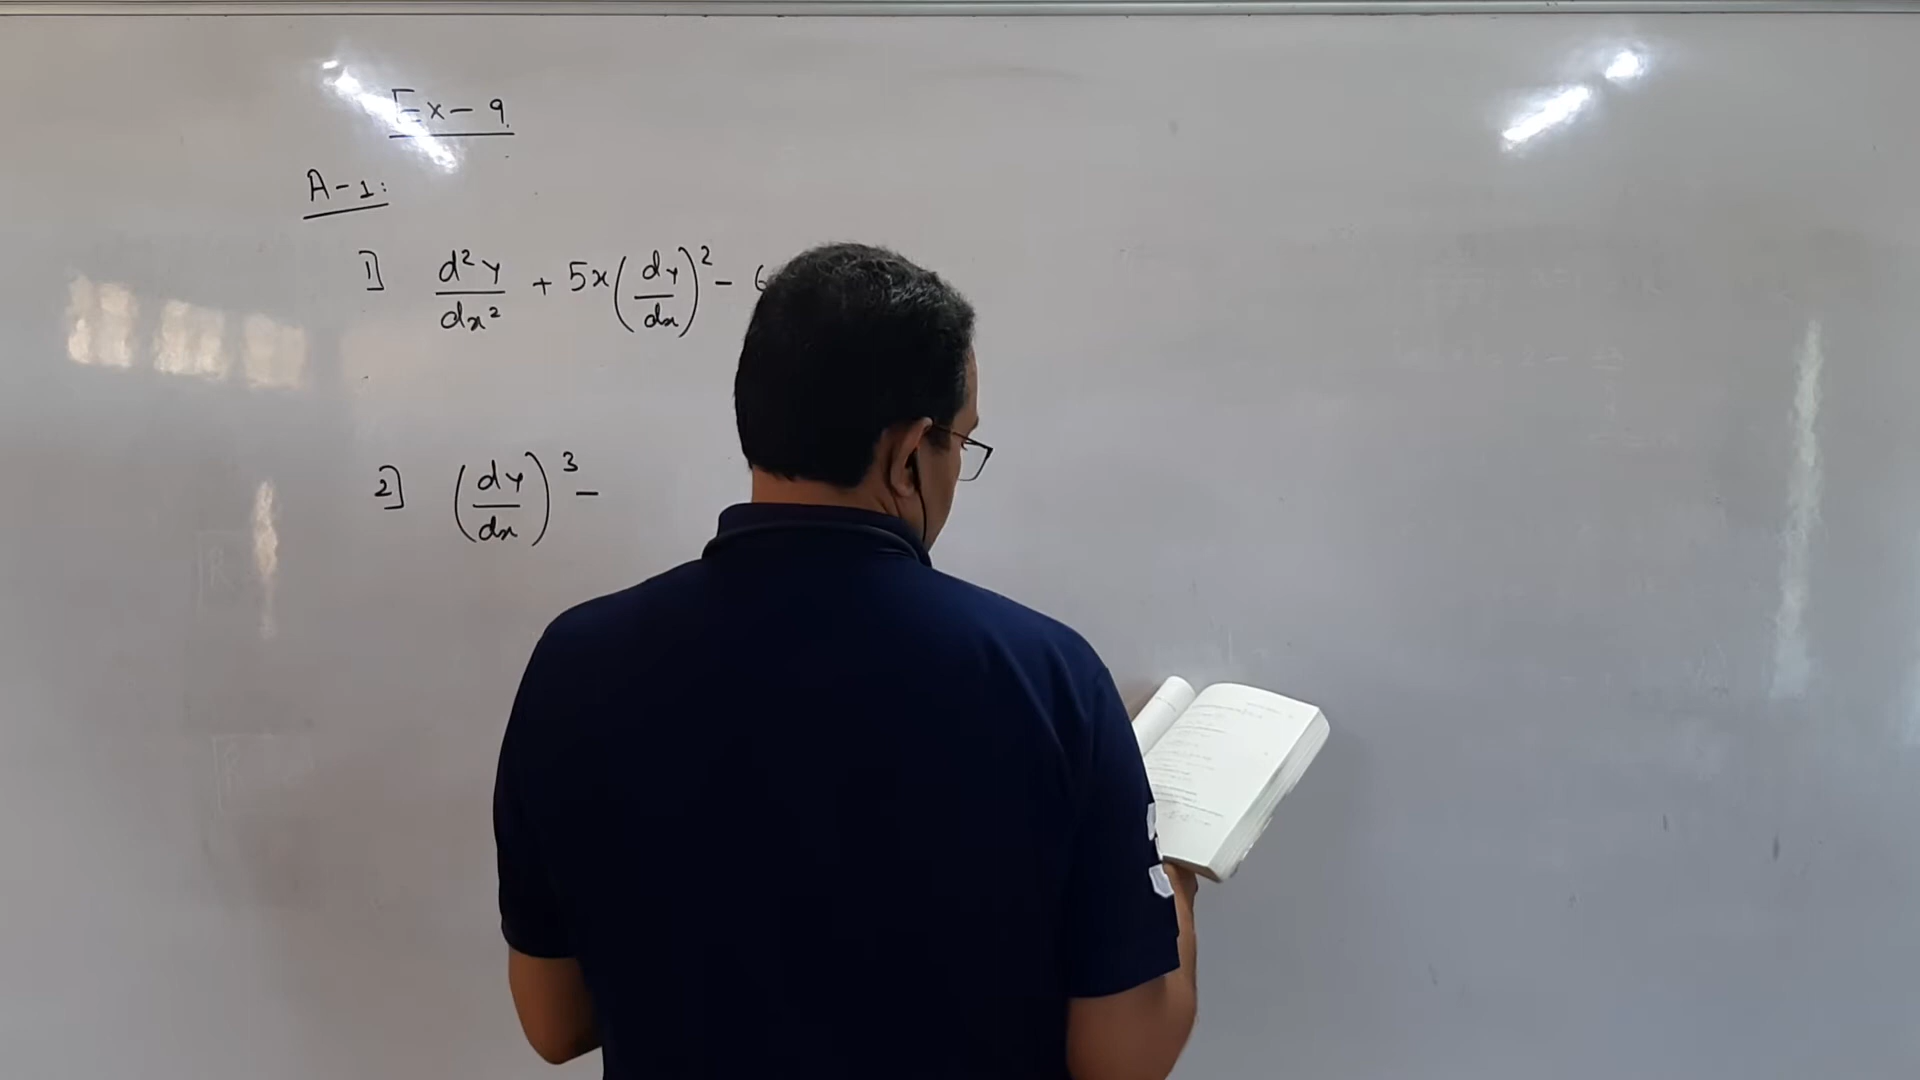 Ex - 9.
A - 1:
1] d²y/dx² + 5x(dy/dx)² - 6
2] (dy/dx)³ -